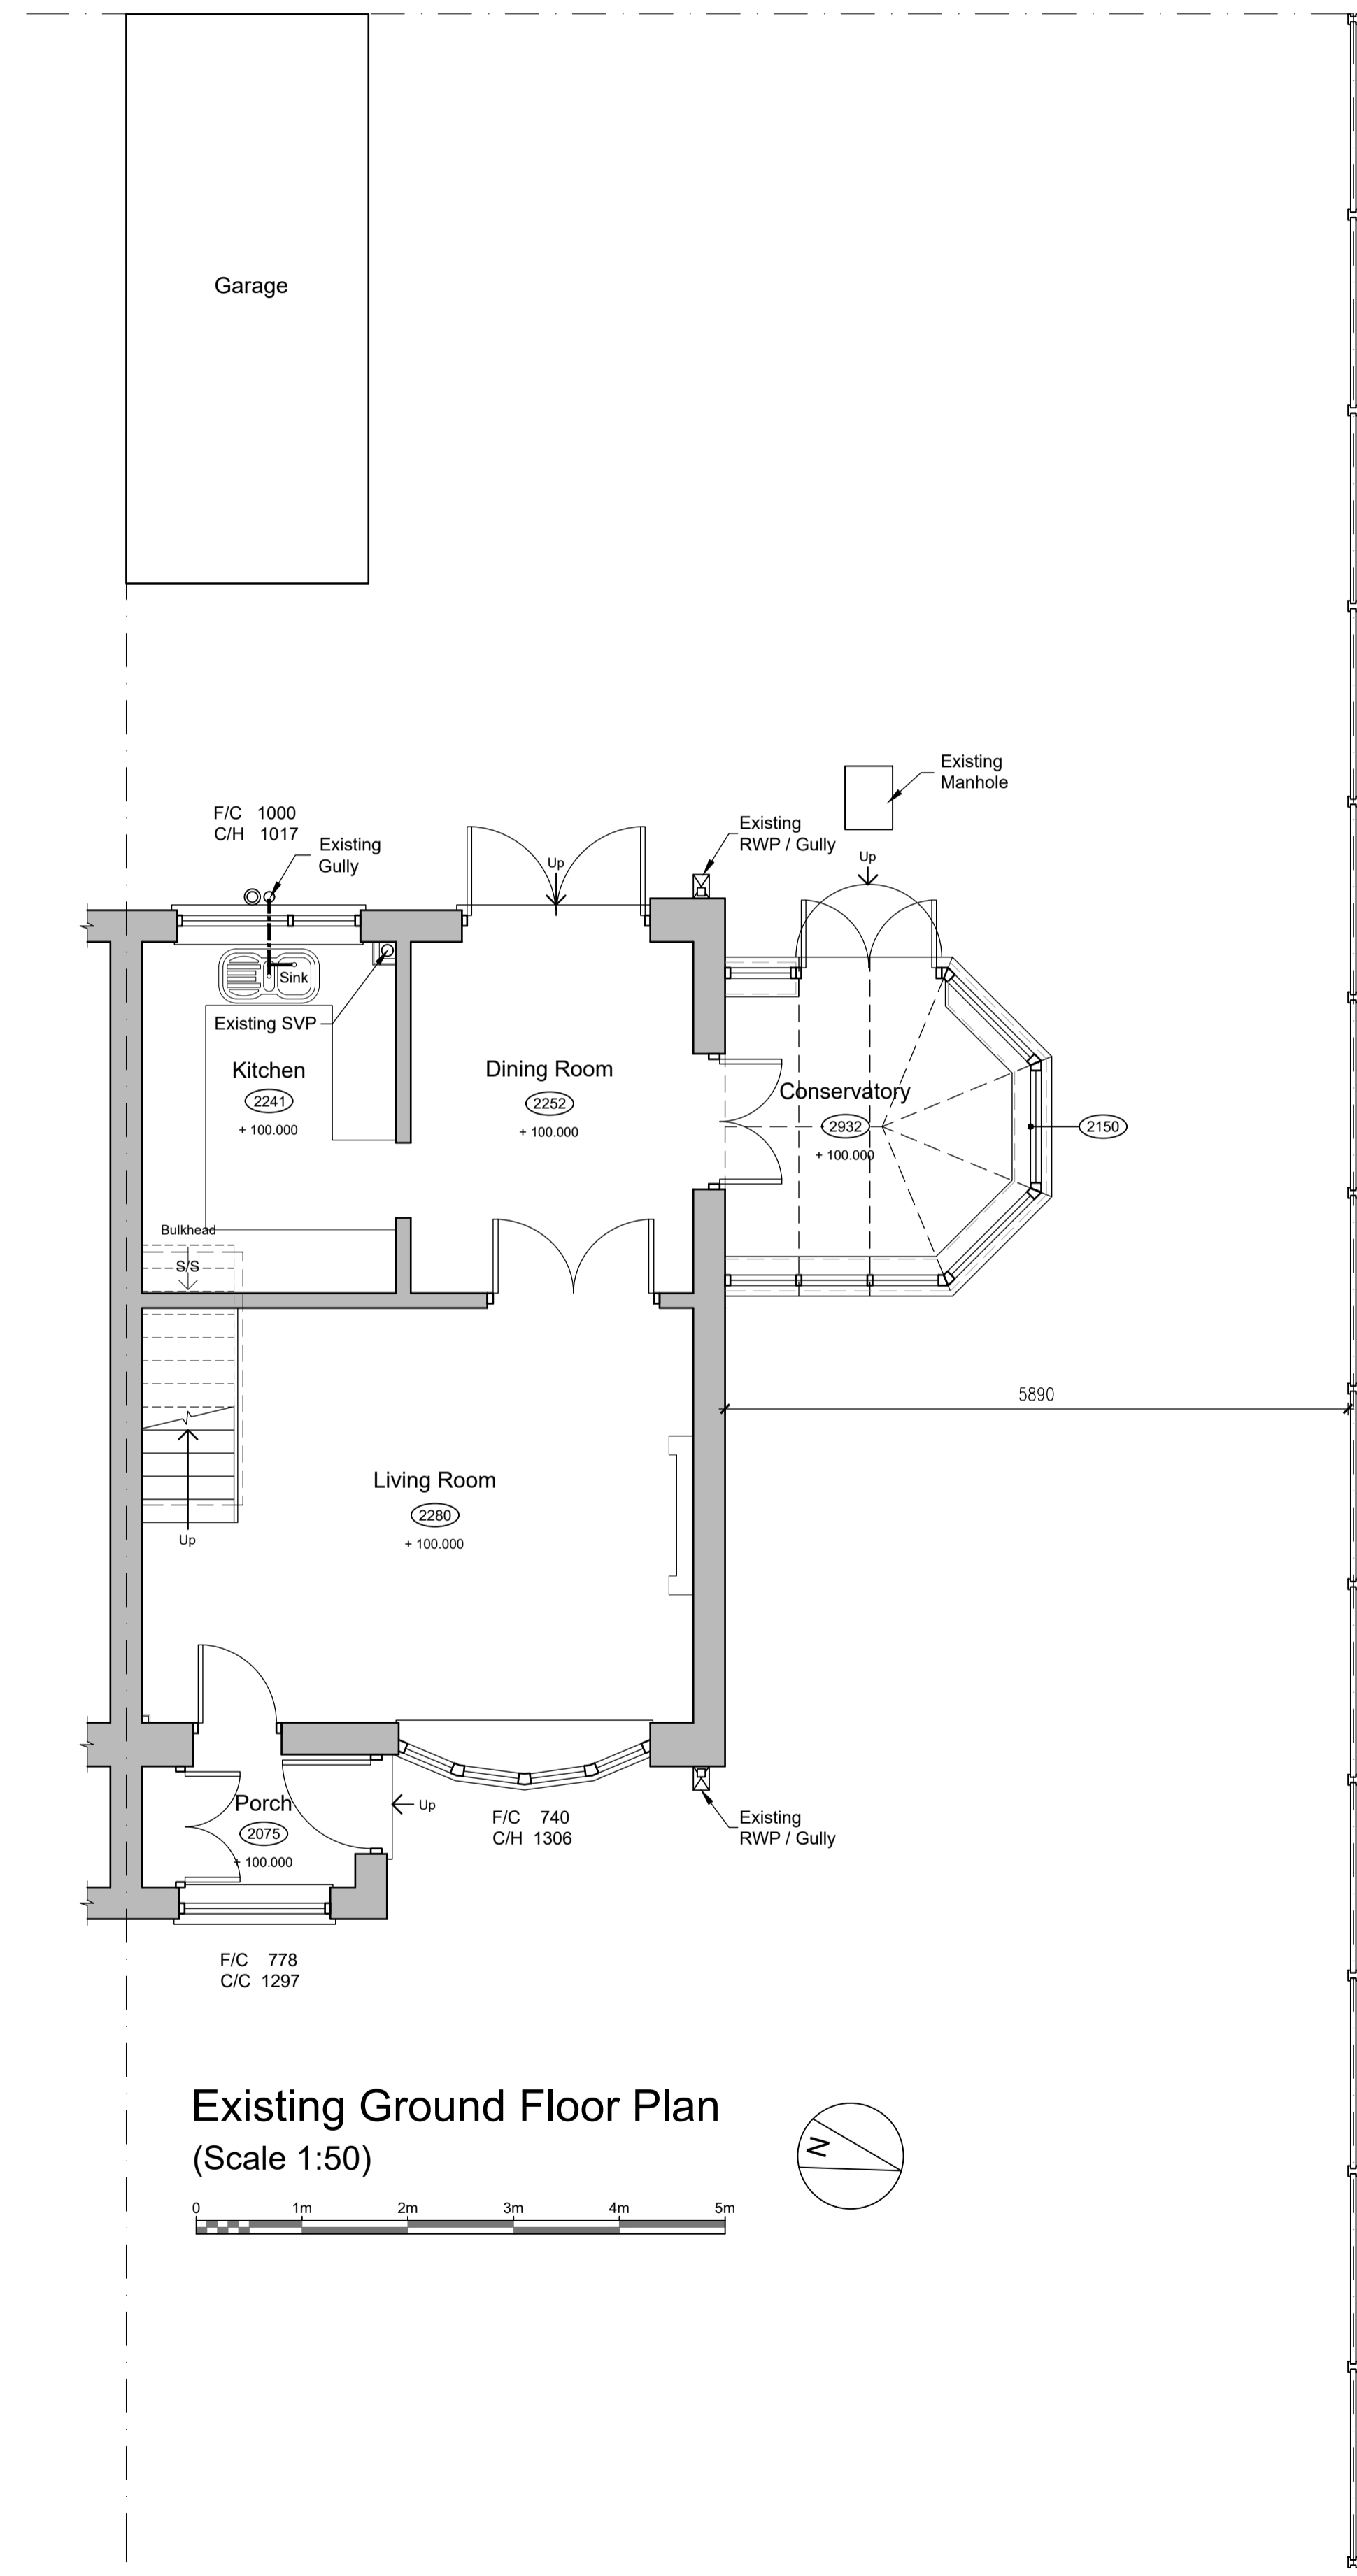 Garage
Existing
Manhole
F/C 1000
C/H 1017
Existing
Gully
Existing
RWP / Gully
Up
Up
Sink
Existing SVP
Kitchen
2241
+ 100.000
Dining Room
2252
+ 100.000
Conservatory
2932
+ 100.000
2150
Bulkhead
S/S
5890
Living Room
2280
+ 100.000
Up
Porch
2075
+ 100.000
Up
F/C 740
C/H 1306
Existing
RWP / Gully
F/C 778
C/C 1297
Existing Ground Floor Plan
(Scale 1:50)
N
0 1m 2m 3m 4m 5m